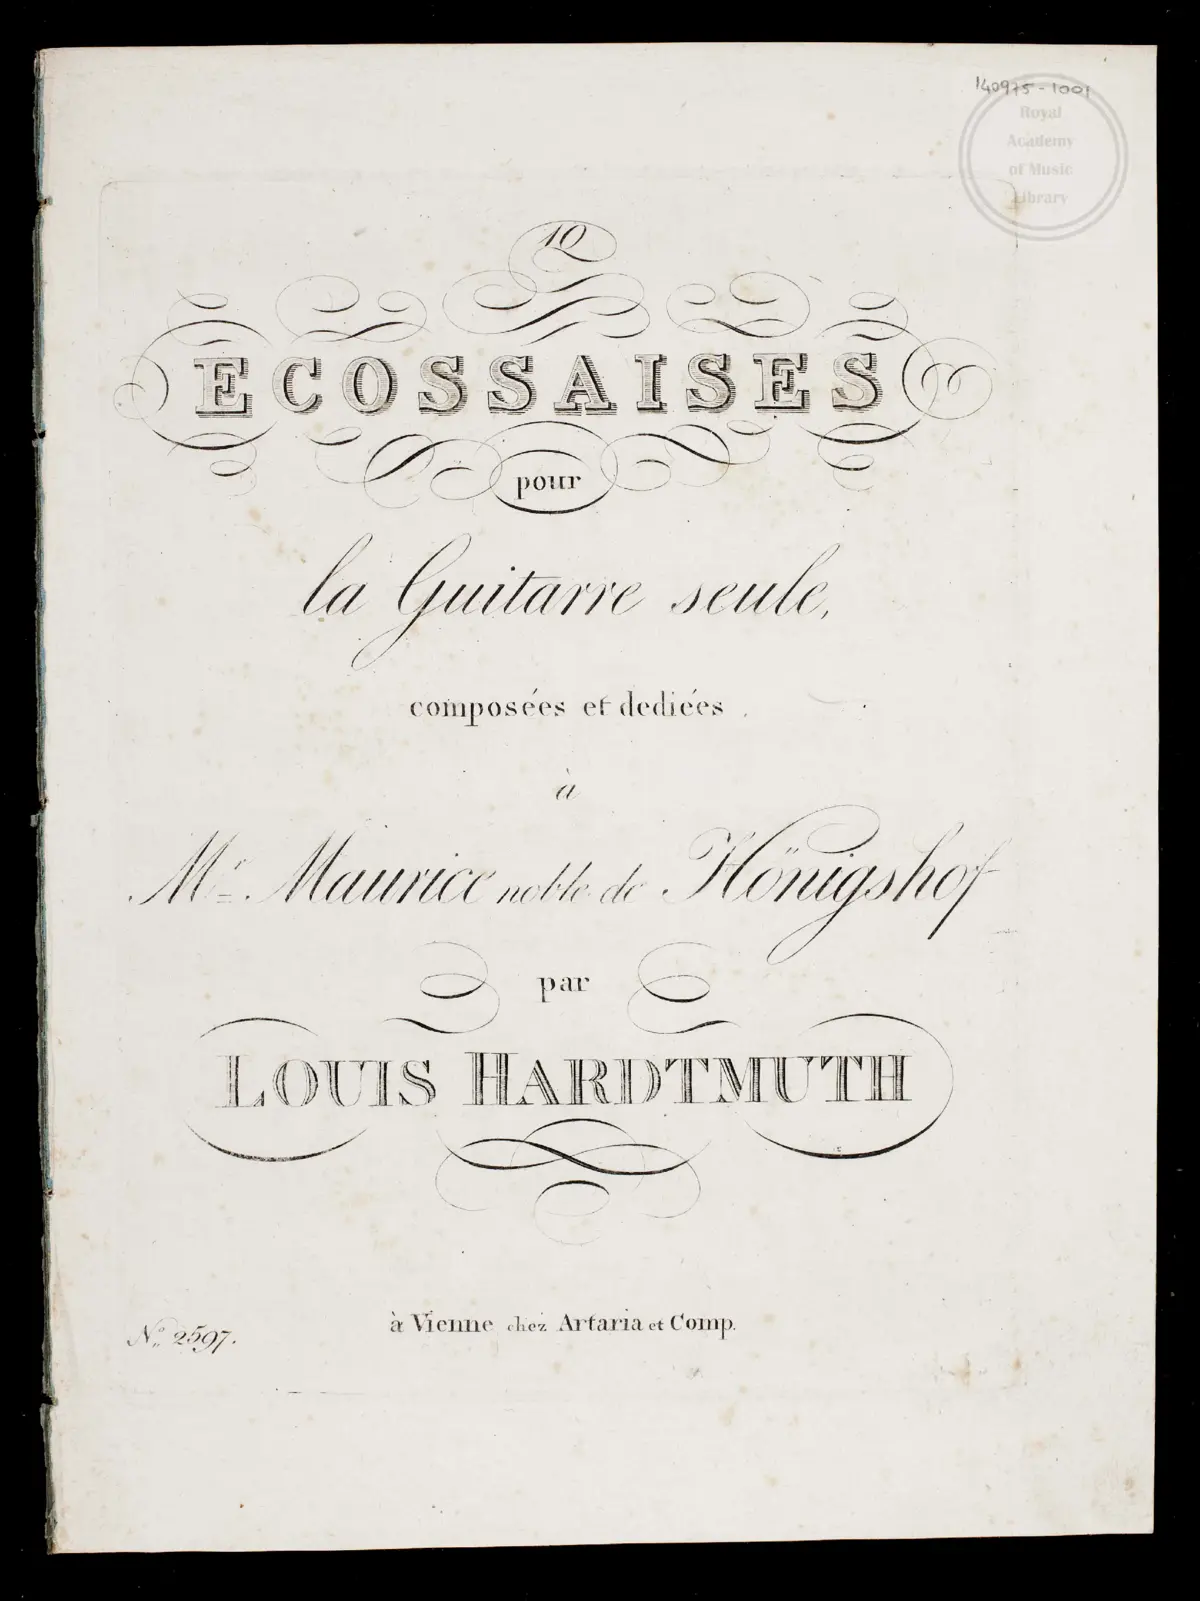 140975-1001
Royal
Academy
of Music
Library
10
ECOSSAISES
pour
la Guitarre seule,
composées et dediées
à
Mr. Maurice noble de Hönigshof
par
LOUIS HARDTMUTH
à Vienne chez Artaria et Comp.
No. 2597.